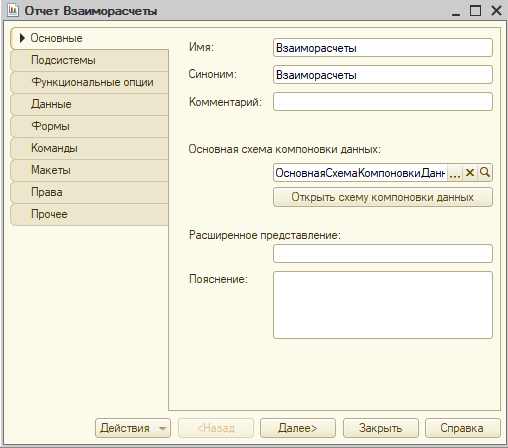 Отчет Взаиморасчеты
Основные
Подсистемы
Функциональные опции
Данные
Формы
Команды
Макеты
Права
Прочее
Имя: Взаиморасчеты
Синоним: Взаиморасчеты
Комментарий:
Основная схема компоновки данных:
ОсновнаяСхемаКомпоновкиДанн ...
Открыть схему компоновки данных
Расширенное представление:
Пояснение:
Действия <Назад Далее> Закрыть Справка